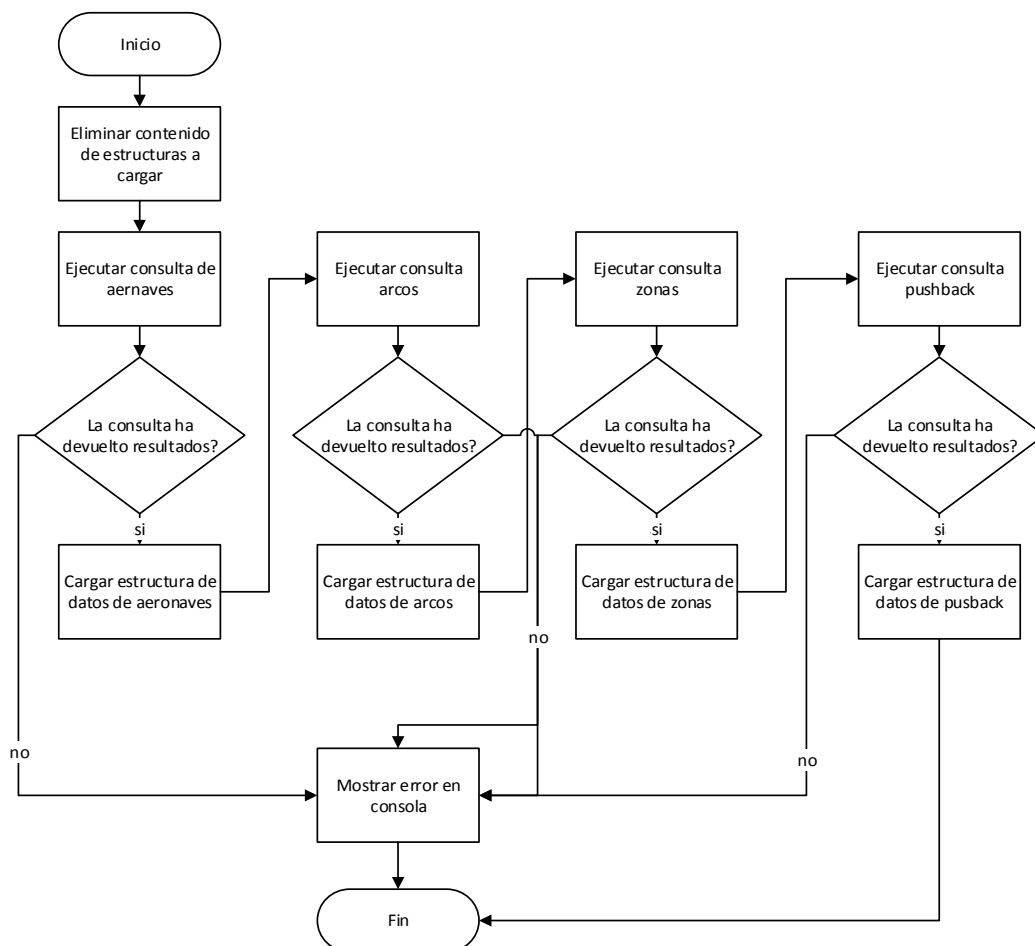 Inicio
Eliminar contenido
de estructuras a
cargar
Ejecutar consulta de
aernaves
Ejecutar consulta
arcos
Ejecutar consulta
zonas
Ejecutar consulta
pushback
La consulta ha
devuelto resultados?
La consulta ha
devuelto resultados?
La consulta ha
devuelto resultados?
La consulta ha
devuelto resultados?
si
si
si
si
Cargar estructura de
datos de aeronaves
Cargar estructura de
datos de arcos
Cargar estructura de
datos de zonas
Cargar estructura de
datos de pusback
no
no
no
Mostrar error en
consola
Fin